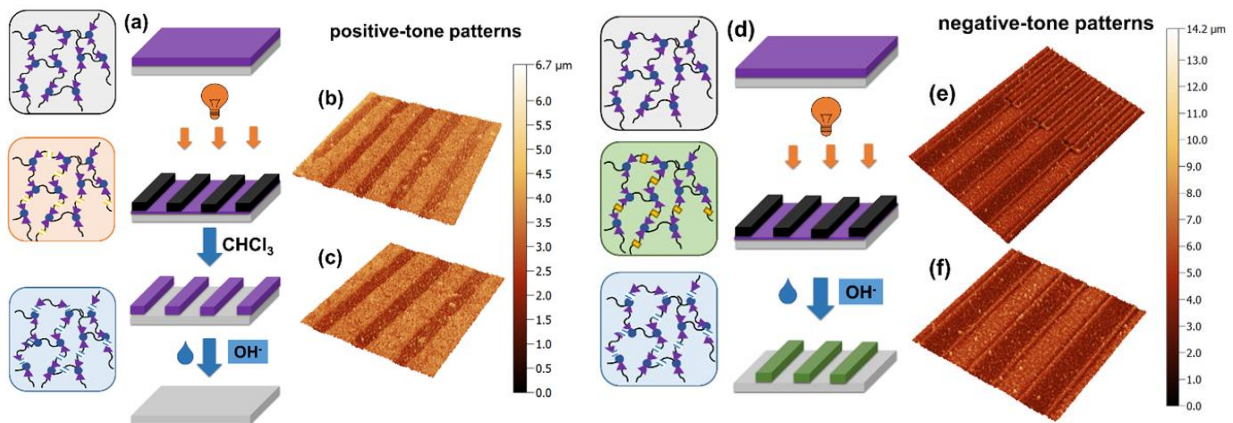 (a)
positive-tone patterns
6.7 µm
6.0
5.5
5.0
4.5
4.0
3.5
3.0
2.5
2.0
1.5
1.0
0.5
0.0
(b)
(c)
CHCl₃
OH⁻
(d)
negative-tone patterns
14.2 µm
13.0
12.0
11.0
10.0
9.0
8.0
7.0
6.0
5.0
4.0
3.0
2.0
1.0
0.0
(e)
(f)
OH⁻